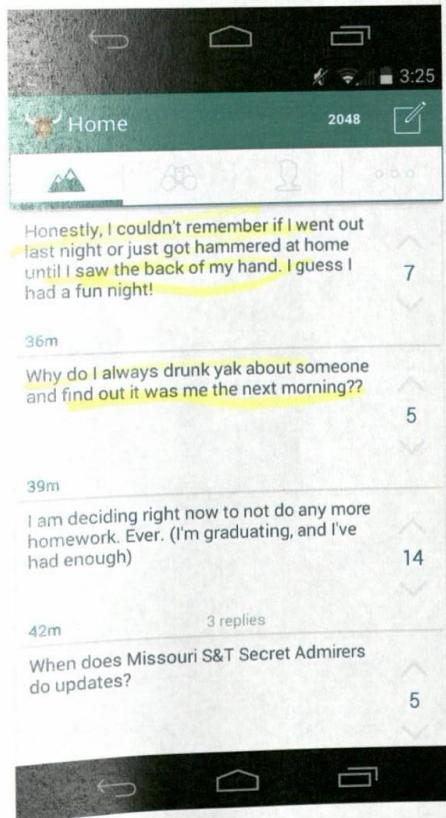 3:25
Home 2048
Honestly, I couldn't remember if I went out
last night or just got hammered at home
until I saw the back of my hand. I guess I
had a fun night!
7
36m
Why do I always drunk yak about someone
and find out it was me the next morning??
5
39m
I am deciding right now to not do any more
homework. Ever. (I'm graduating, and I've
had enough)
14
42m 3 replies
When does Missouri S&T Secret Admirers
do updates?
5